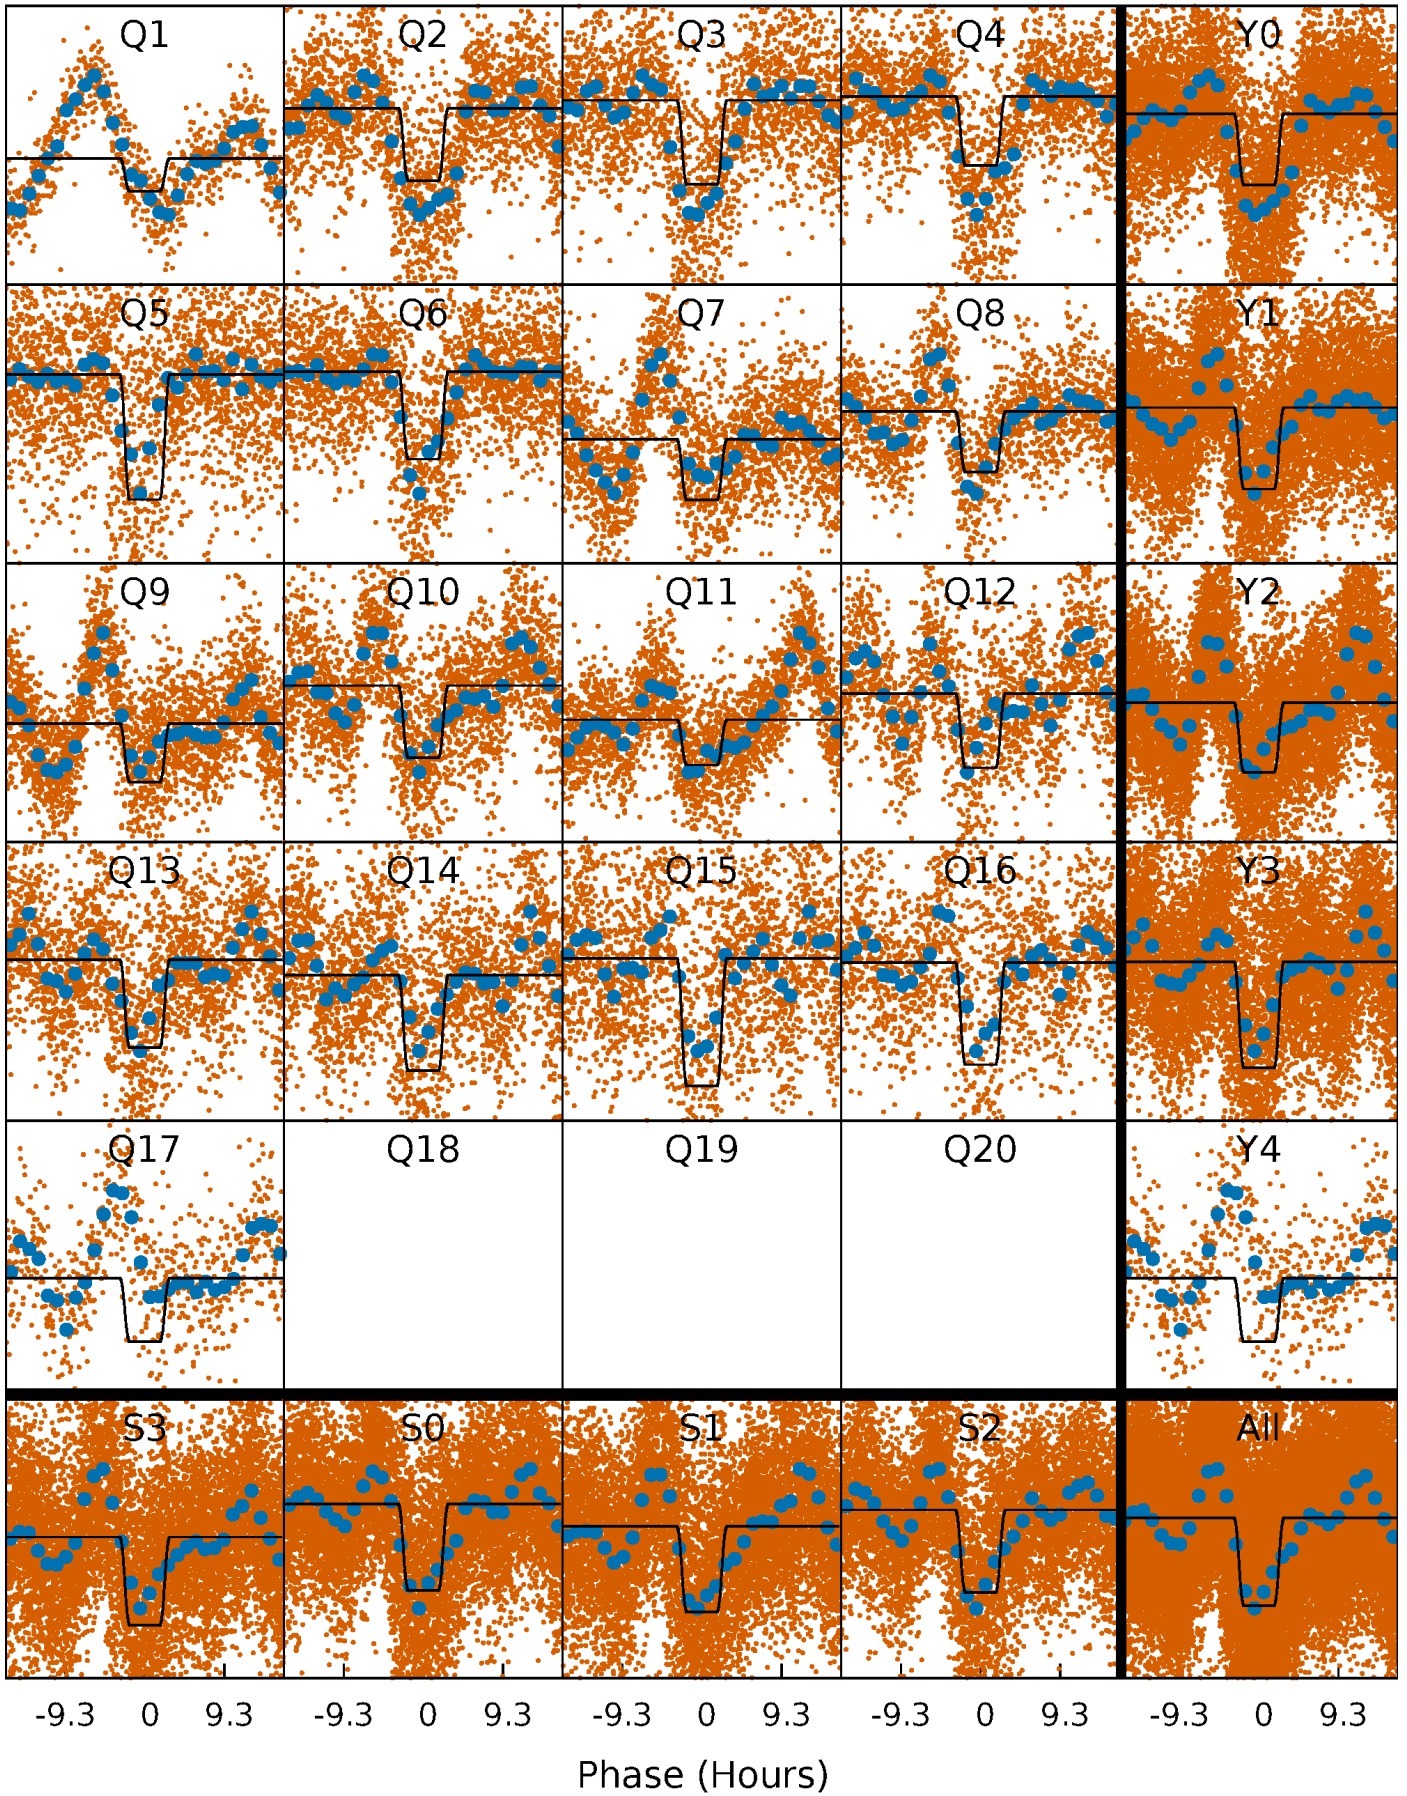 Q1 Q2 Q3 Q4 Y0
Q5 Q6 Q7 Q8 Y1
Q9 Q10 Q11 Q12 Y2
Q13 Q14 Q15 Q16 Y3
Q17 Q18 Q19 Q20 Y4
S3 S0 S1 S2 All
-9.3 0 9.3 -9.3 0 9.3 -9.3 0 9.3 -9.3 0 9.3 -9.3 0 9.3
Phase (Hours)